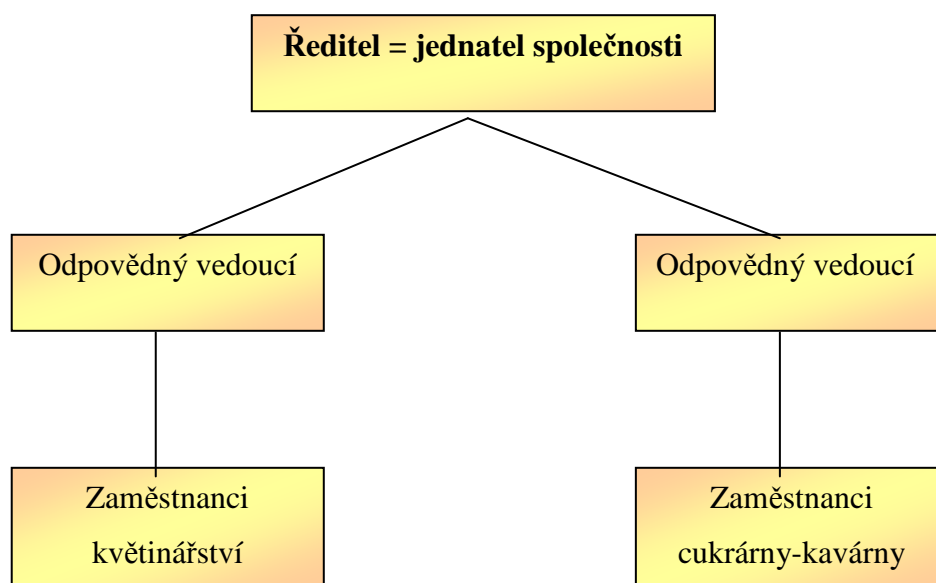 Ředitel = jednatel společnosti
Odpovědný vedoucí
Odpovědný vedoucí
Zaměstnanci
květinářství
Zaměstnanci
cukrárny-kavárny